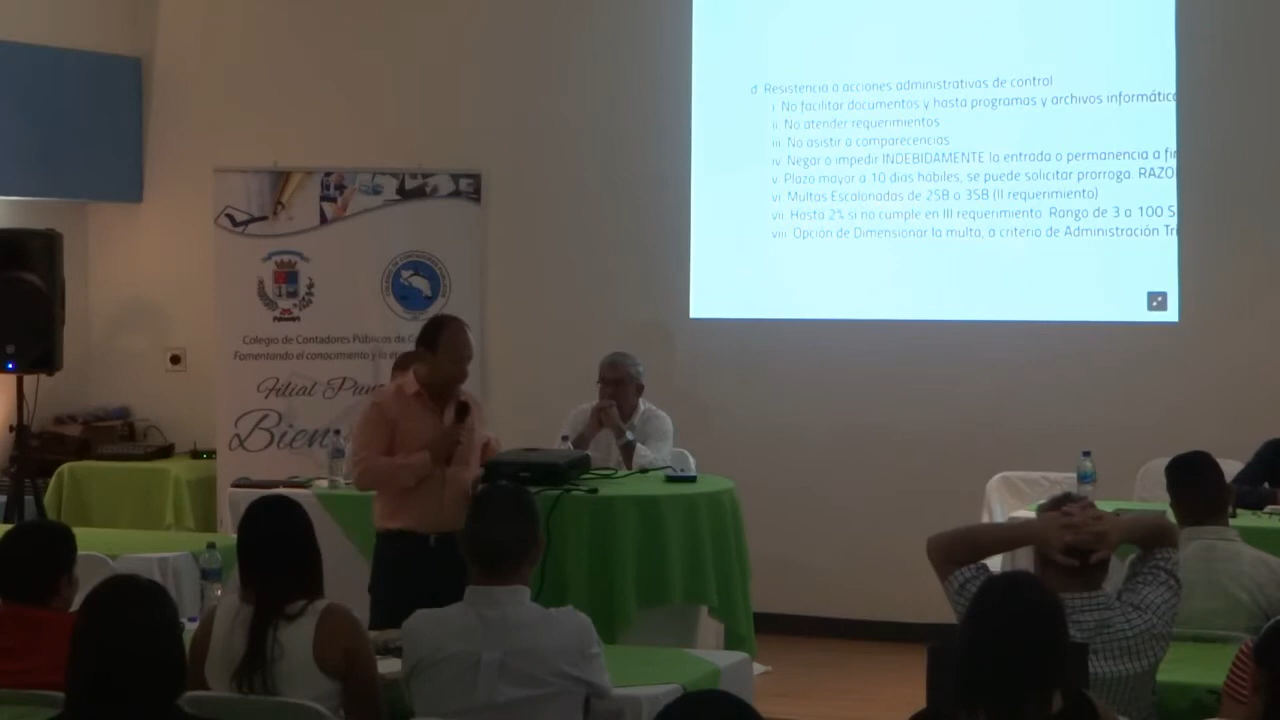 d. Resistencia a acciones administrativas de control
i. No facilitar documentos y hasta programas y archivos informátic
ii. No atender requerimientos
iii. No asistir a comparecencias
iv. Negar o impedir INDEBIDAMENTE la entrada o permanencia a fi
v. Plazo mayor a 10 días hábiles, se puede solicitar prorroga. RAZO
vi. Multas Escalonadas de 2SB o 3SB (II requerimiento)
vii. Hasta 2% si no cumple en III requerimiento. Rango de 3 a 100 S
viii. Opción de Dimensionar la multa, a criterio de Administración Tri
Colegio de Contadores Públicos de C
Fomentando el conocimiento y la
Filial Pun
Bien